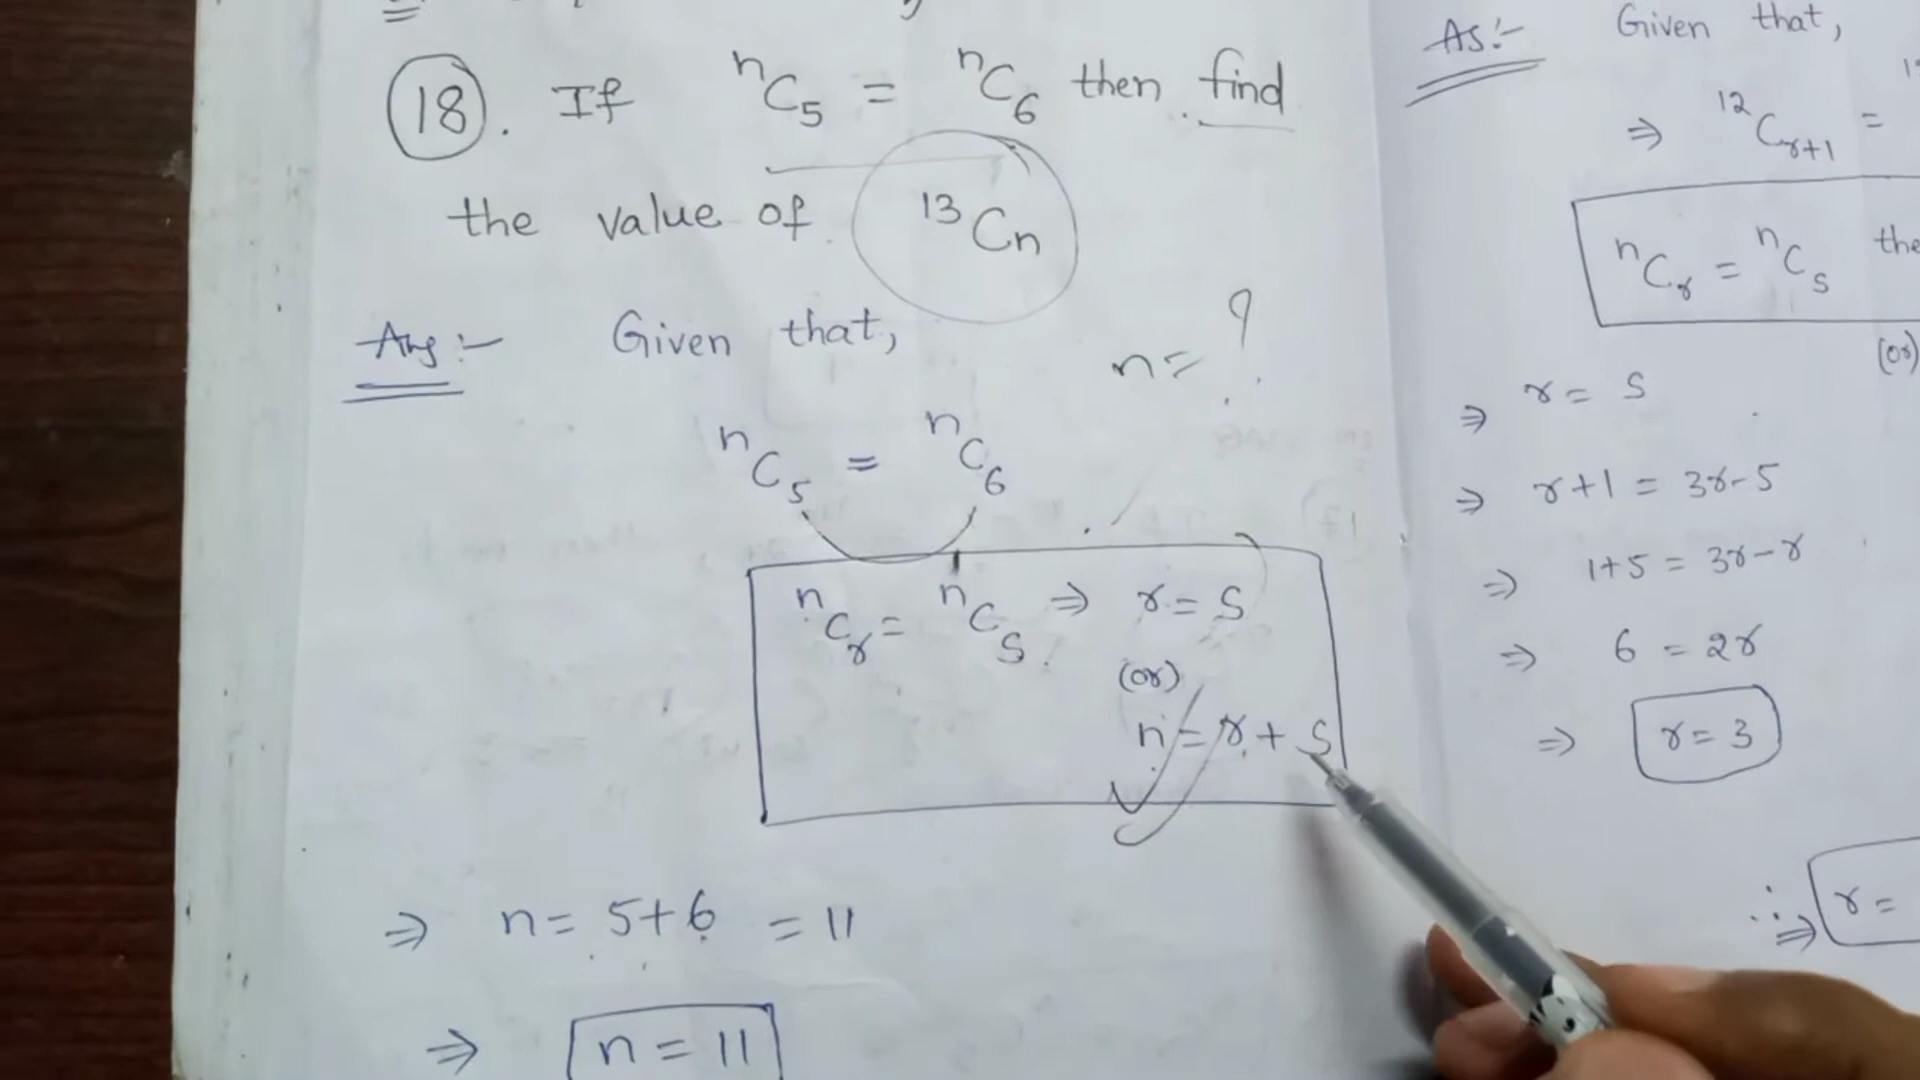 18. If ⁿC₅ = ⁿC₆ then find
the value of ¹³Cn
Ans:- Given that,
n = ?
ⁿC₅ = ⁿC₆
ⁿCr = ⁿCs ⇒ r = s
(or)
n = r + s
⇒ n = 5+6 = 11
⇒ n = 11
As:- Given that,
⇒ ¹²Cr+1 =
ⁿCr = ⁿCs the
(or)
⇒ r = s
⇒ r+1 = 3r-5
⇒ 1+5 = 3r-r
⇒ 6 = 2r
⇒ r = 3
∴⇒ r =